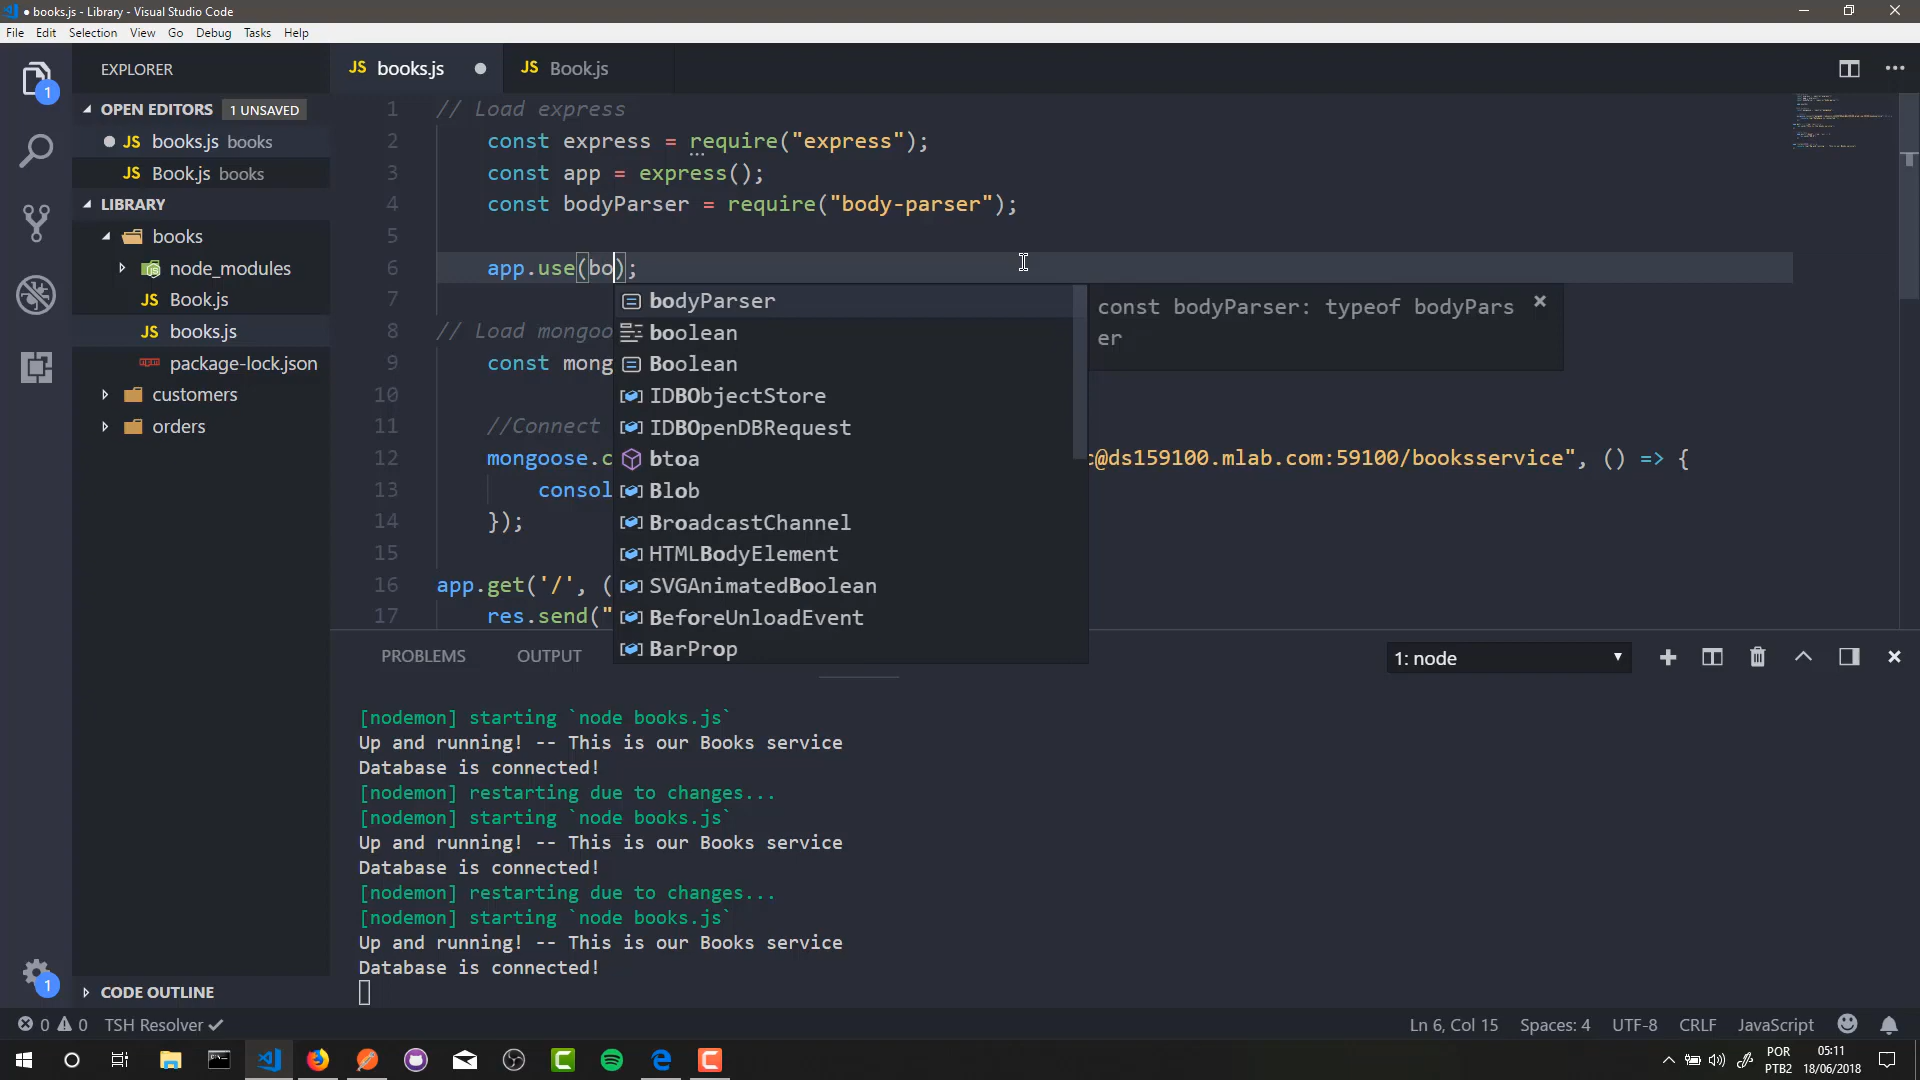 books.js - Library - Visual Studio Code
File Edit Selection View Go Debug Tasks Help
EXPLORER
OPEN EDITORS 1 UNSAVED
JS books.js books
JS Book.js books
LIBRARY
books
node_modules
Book.js
books.js
package-lock.json
customers
orders
CODE OUTLINE
1
1
JS books.js
JS Book.js
1 // Load express
2 const express = require("express");
3 const app = express();
4 const bodyParser = require("body-parser");
5
6 app.use(bo);
7
8 // Load mongoo
9 const mong
10
11 //Connect
12 mongoose.c c@ds159100.mlab.com:59100/booksservice", () => {
13 consol
14 });
15
16 app.get('/', (
17 res.send("
bodyParser
boolean
Boolean
IDBObjectStore
IDBOpenDBRequest
btoa
Blob
BroadcastChannel
HTMLBodyElement
SVGAnimatedBoolean
BeforeUnloadEvent
BarProp
const bodyParser: typeof bodyPars
er
PROBLEMS OUTPUT 1: node
[nodemon] starting `node books.js`
Up and running! -- This is our Books service
Database is connected!
[nodemon] restarting due to changes...
[nodemon] starting `node books.js`
Up and running! -- This is our Books service
Database is connected!
[nodemon] restarting due to changes...
[nodemon] starting `node books.js`
Up and running! -- This is our Books service
Database is connected!
0 0 TSH Resolver Ln 6, Col 15 Spaces: 4 UTF-8 CRLF JavaScript
POR
PTB2
05:11
18/06/2018